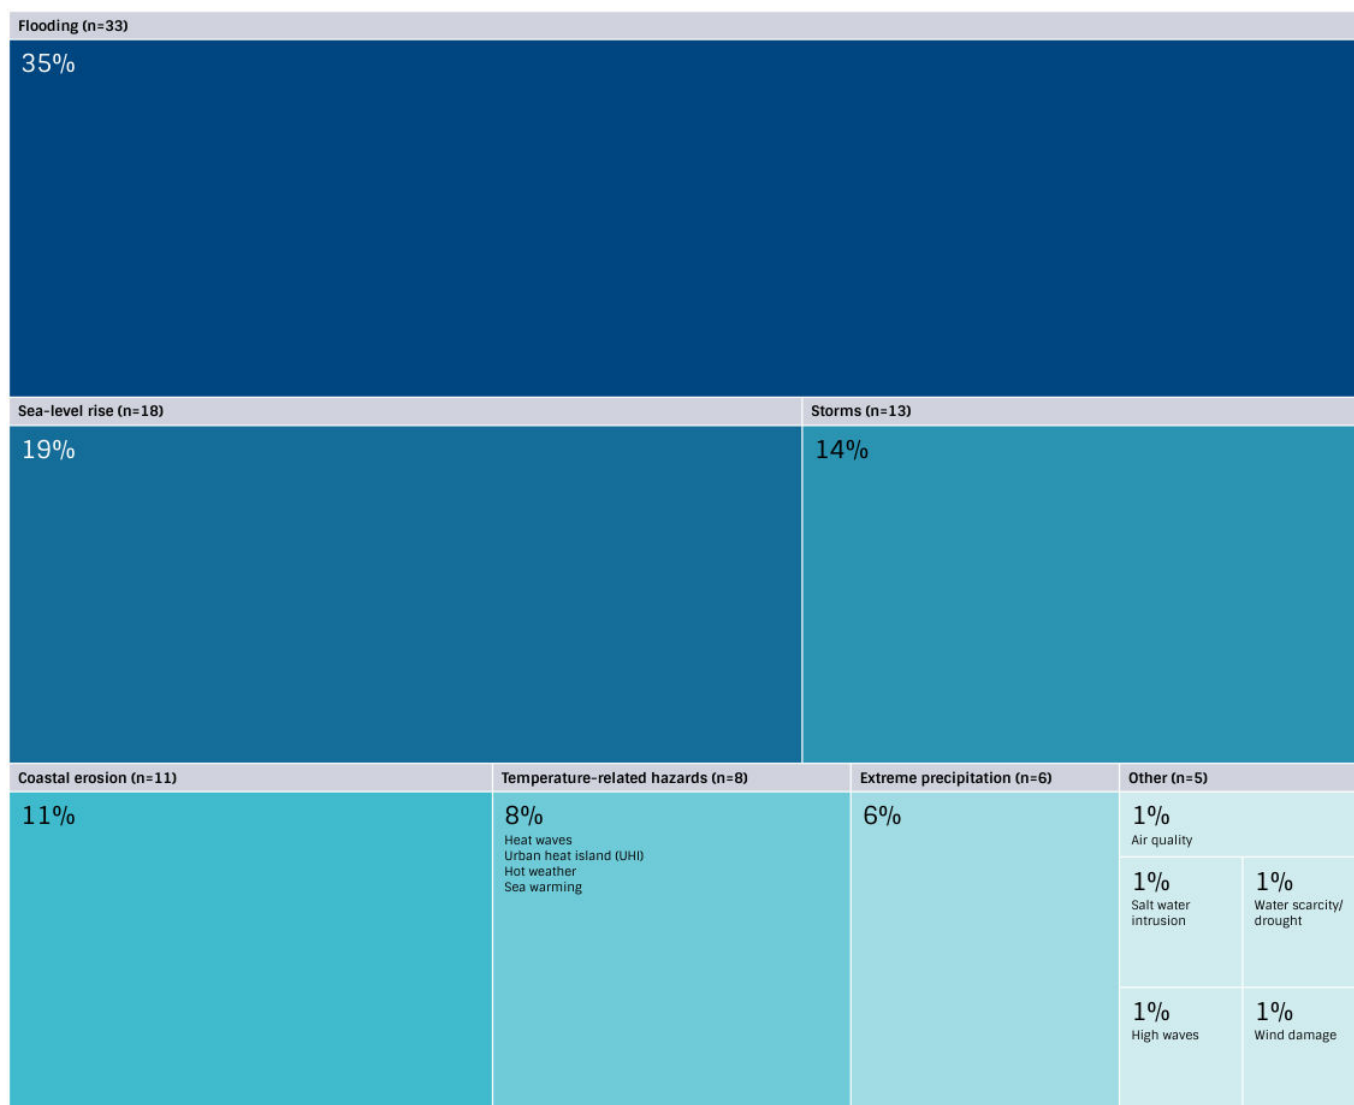 Flooding (n=33)
35%
Sea-level rise (n=18)
19%
Storms (n=13)
14%
Coastal erosion (n=11)
11%
Temperature-related hazards (n=8)
8%
Heat waves
Urban heat island (UHI)
Hot weather
Sea warming
Extreme precipitation (n=6)
6%
Other (n=5)
1%
Air quality
1%
Salt water
intrusion
1%
Water scarcity/
drought
1%
High waves
1%
Wind damage